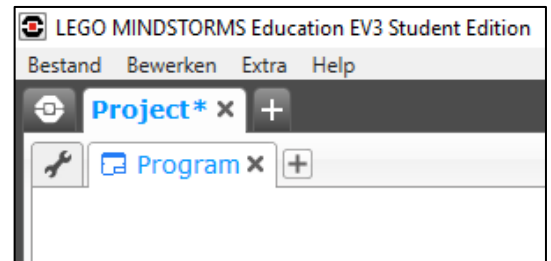 LEGO MINDSTORMS Education EV3 Student Edition
Bestand Bewerken Extra Help
Project*
Program